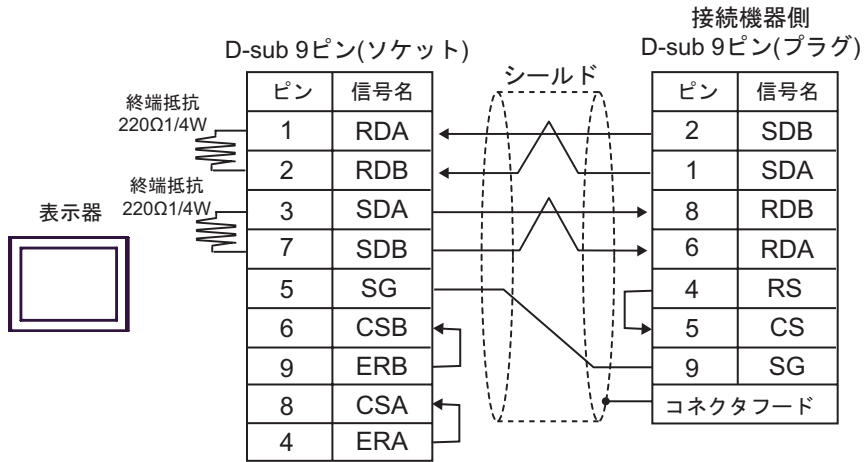 接続機器側
D-sub 9ピン(ソケット)
D-sub 9ピン(プラグ)
シールド
ピン 信号名
ピン 信号名
終端抵抗
220Ω1/4W
1 RDA
2 SDB
2 RDB
1 SDA
終端抵抗
220Ω1/4W
表示器
3 SDA
8 RDB
7 SDB
6 RDA
5 SG
4 RS
6 CSB
5 CS
9 ERB
9 SG
8 CSA
コネクタフード
4 ERA